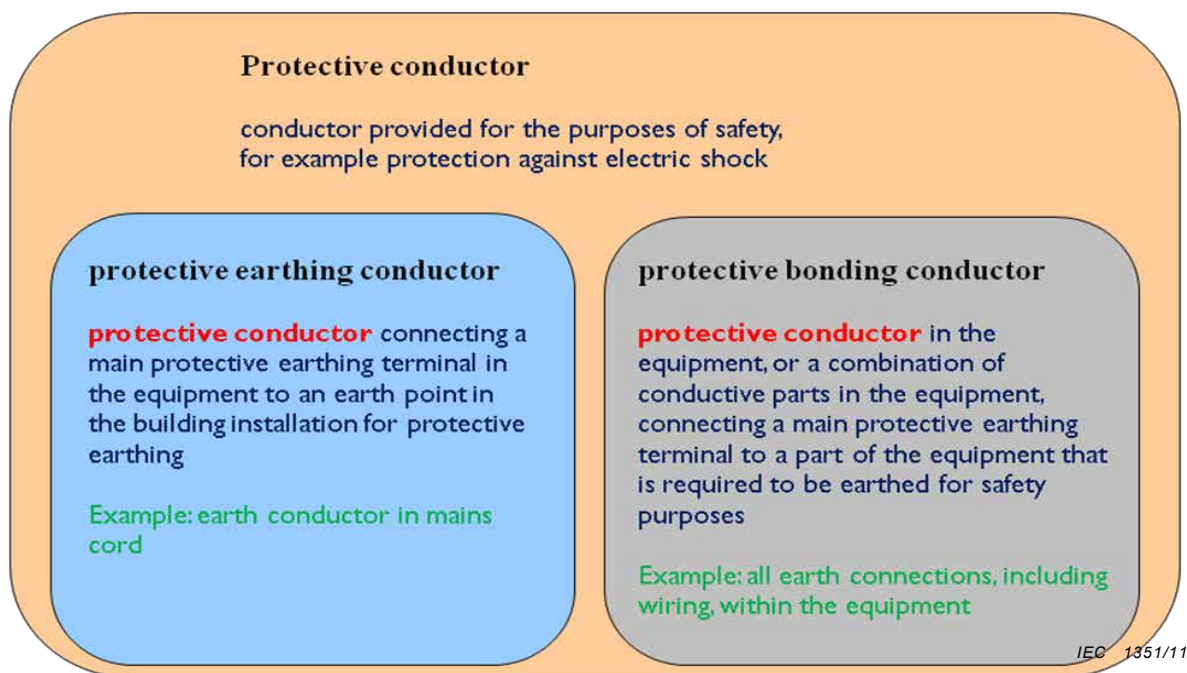 Protective conductor
conductor provided for the purposes of safety,
for example protection against electric shock
protective earthing conductor
protective conductor connecting a
main protective earthing terminal in
the equipment to an earth point in
the building installation for protective
earthing
Example: earth conductor in mains
cord
protective bonding conductor
protective conductor in the
equipment, or a combination of
conductive parts in the equipment,
connecting a main protective earthing
terminal to a part of the equipment that
is required to be earthed for safety
purposes
Example: all earth connections, including
wiring, within the equipment
IEC 1351/11